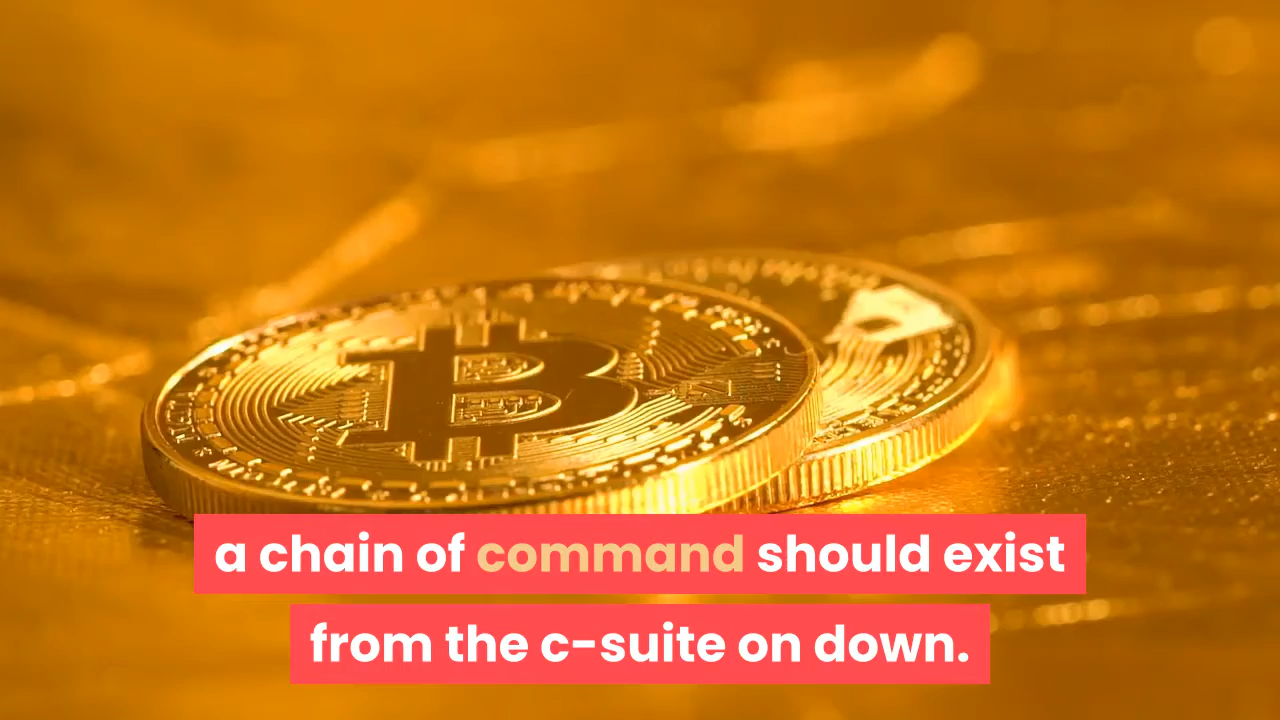 a chain of command should exist
from the c-suite on down.